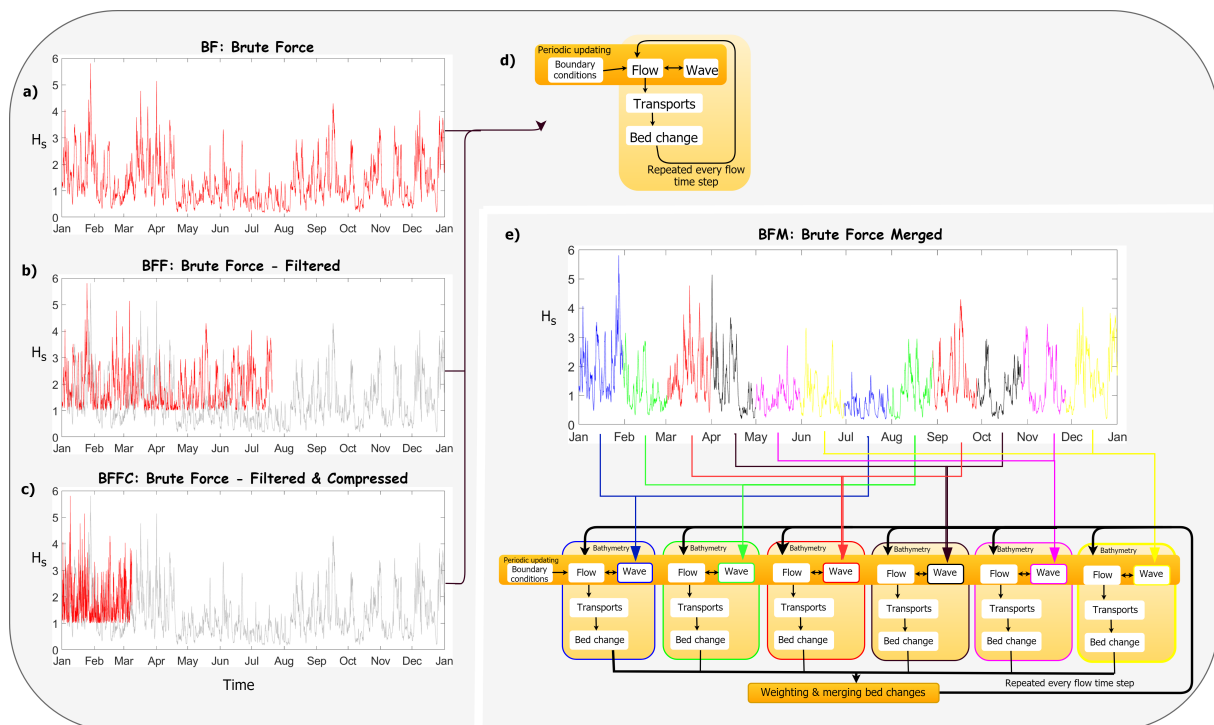 BF: Brute Force
a)
6
5
4
3
2
1
0
Hs
Jan Feb Mar Apr May Jun Jul Aug Sep Oct Nov Dec Jan
b)
BFF: Brute Force - Filtered
6
5
4
3
2
1
0
Hs
Jan Feb Mar Apr May Jun Jul Aug Sep Oct Nov Dec Jan
c)
BFFC: Brute Force - Filtered & Compressed
6
5
4
3
2
1
0
Hs
Jan Feb Mar Apr May Jun Jul Aug Sep Oct Nov Dec Jan
Time
d)
Periodic updating
Boundary
conditions
Flow
Wave
Transports
Bed change
Repeated every flow
time step
e)
BFM: Brute Force Merged
6
5
4
3
2
1
0
Hs
Jan Feb Mar Apr May Jun Jul Aug Sep Oct Nov Dec Jan
Bathymetry Bathymetry Bathymetry Bathymetry Bathymetry Bathymetry
Periodic updating
Boundary
conditions
Flow Wave Flow Wave Flow Wave Flow Wave Flow Wave Flow Wave
Transports Transports Transports Transports Transports Transports
Bed change Bed change Bed change Bed change Bed change Bed change
Repeated every flow time step
Weighting & merging bed changes